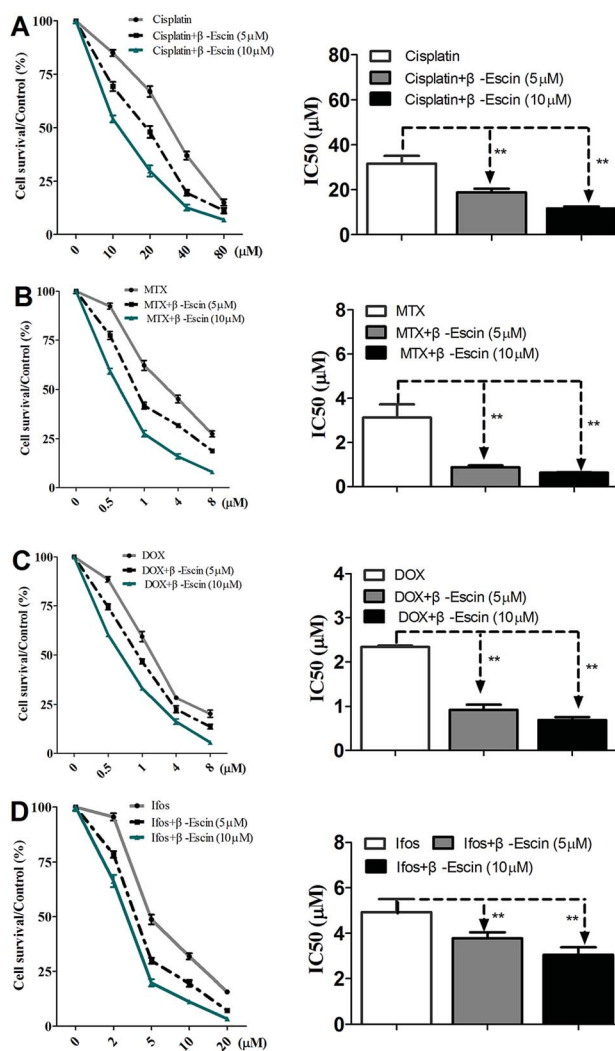 A
Cell survival/Control (%)
100
75
50
25
0
Cisplatin
Cisplatin+β -Escin (5μM)
Cisplatin+β -Escin (10μM)
0 10 20 40 80 (μM)
IC50 (μM)
80
60
40
20
0
Cisplatin
Cisplatin+β -Escin (5μM)
Cisplatin+β -Escin (10μM)
** **
B
Cell survival/Control (%)
100
75
50
25
0
MTX
MTX+β -Escin (5μM)
MTX+β -Escin (10μM)
0 0.5 1 4 8 (μM)
IC50 (μM)
8
6
4
2
0
MTX
MTX+β -Escin (5μM)
MTX+β -Escin (10μM)
** **
C
Cell survival/Control (%)
100
75
50
25
0
DOX
DOX+β -Escin (5μM)
DOX+β -Escin (10μM)
0 0.5 1 4 8 (μM)
IC50 (μM)
4
3
2
1
0
DOX
DOX+β -Escin (5μM)
DOX+β -Escin (10μM)
** **
D
Cell survival/Control (%)
100
75
50
25
0
Ifos
Ifos+β -Escin (5μM)
Ifos+β -Escin (10μM)
0 2 5 10 20 (μM)
IC50 (μM)
8
6
4
2
0
Ifos Ifos+β -Escin (5μM)
Ifos+β -Escin (10μM)
** **